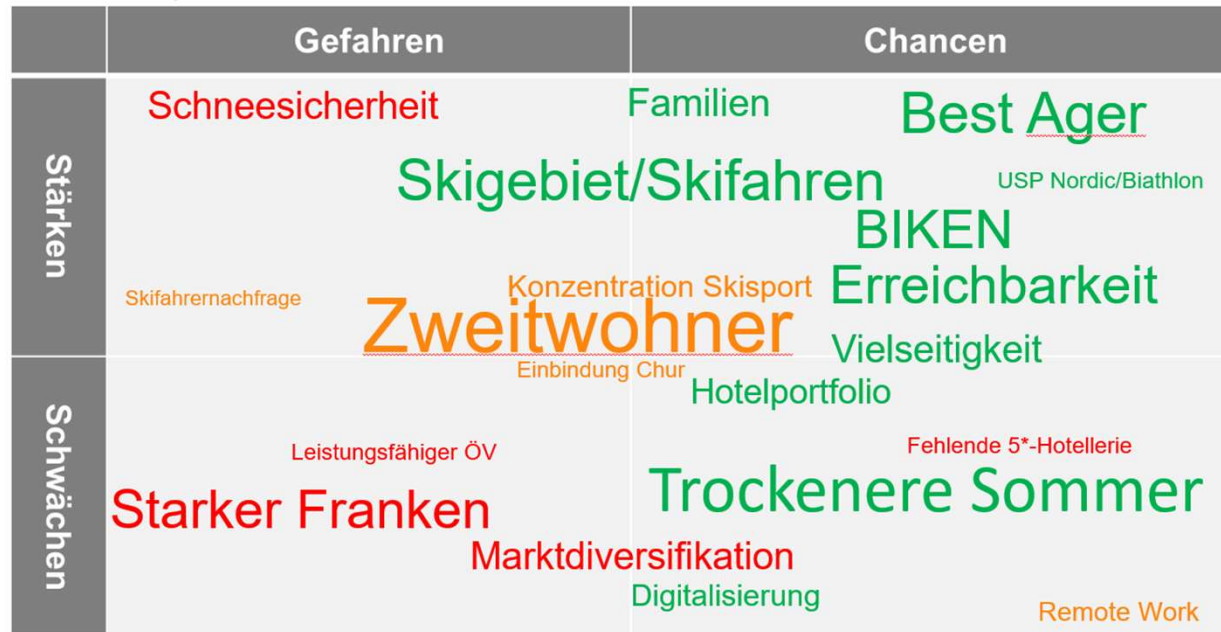 Gefahren
Chancen
Stärken
Schneesicherheit
Familien
Best Ager
Skigebiet/Skifahren
USP Nordic/Biathlon
BIKEN
Erreichbarkeit
Konzentration Skisport
Skifahrernachfrage
Zweitwohner
Vielseitigkeit
Einbindung Chur
Schwächen
Hotelportfolio
Leistungsfähiger ÖV
Fehlende 5*-Hotellerie
Trockenere Sommer
Starker Franken
Marktdiversifikation
Digitalisierung
Remote Work